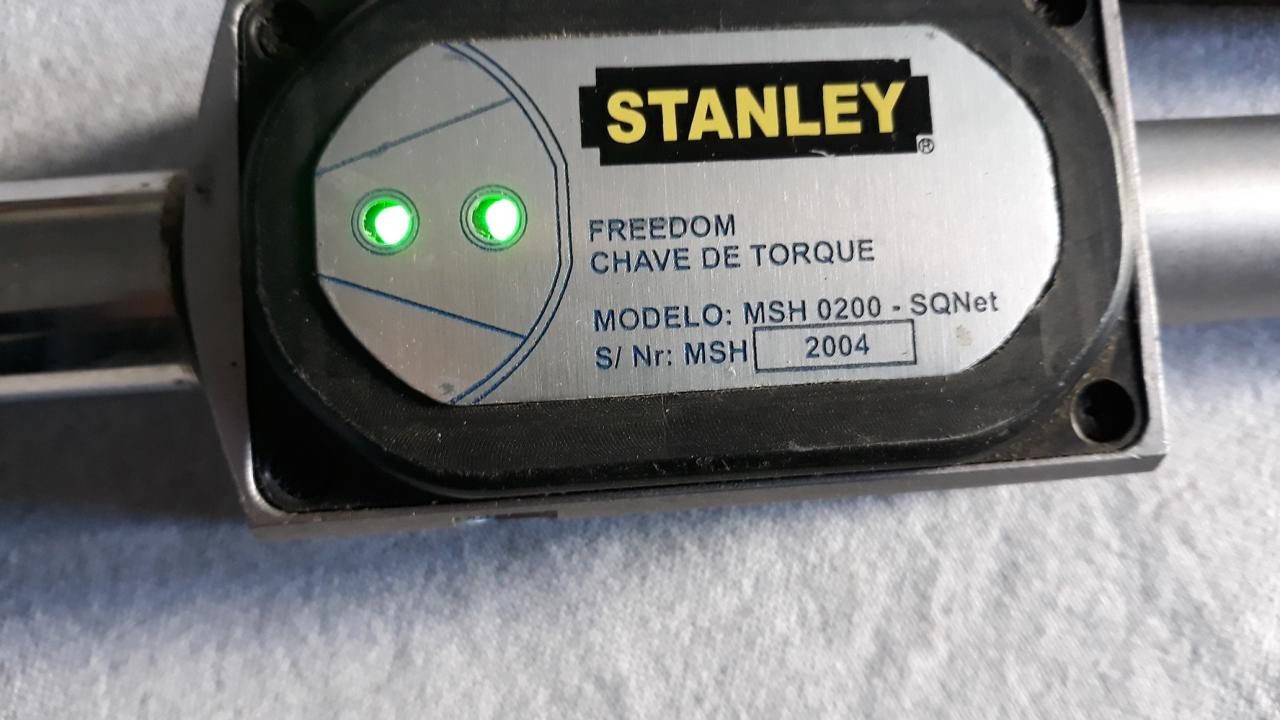 STANLEY®
FREEDOM
CHAVE DE TORQUE
MODELO: MSH 0200 - SQNet
S/ Nr: MSH 2004